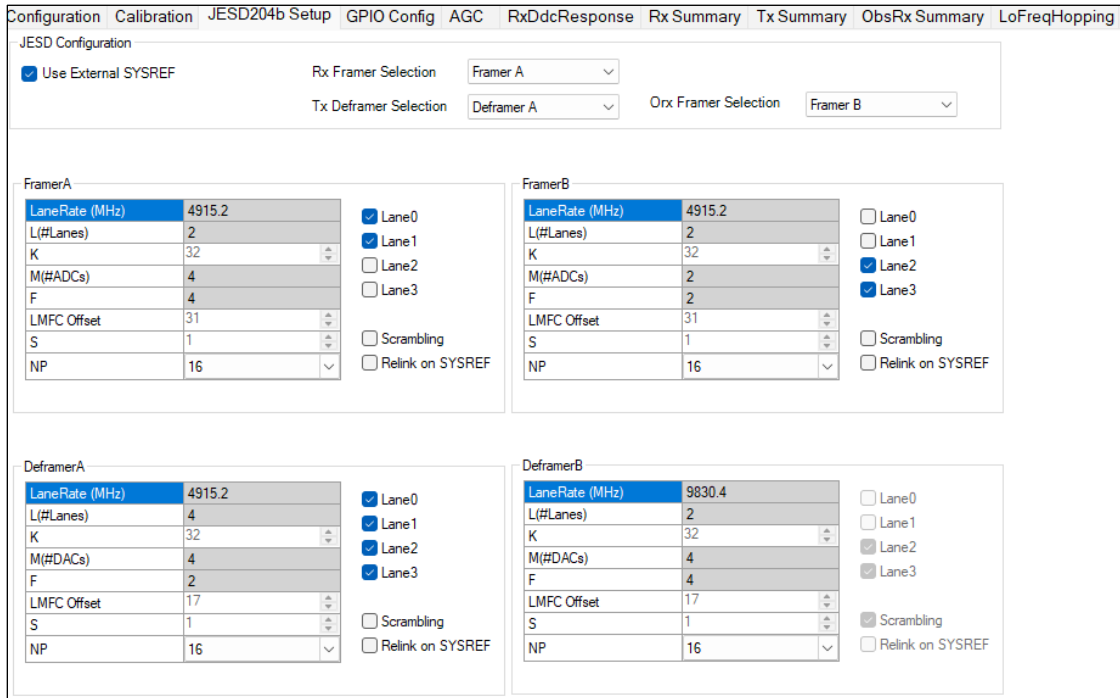 Configuration Calibration JESD204b Setup GPIO Config AGC RxDdcResponse Rx Summary Tx Summary ObsRx Summary LoFreqHopping
JESD Configuration
Use External SYSREF
Rx Framer Selection Framer A
Tx Deframer Selection Deframer A
Orx Framer Selection Framer B
FramerA
LaneRate (MHz) 4915.2
L(#Lanes) 2
K 32
M(#ADCs) 4
F 4
LMFC Offset 31
S 1
NP 16
Lane0
Lane1
Lane2
Lane3
Scrambling
Relink on SYSREF
FramerB
LaneRate (MHz) 4915.2
L(#Lanes) 2
K 32
M(#ADCs) 2
F 2
LMFC Offset 31
S 1
NP 16
Lane0
Lane1
Lane2
Lane3
Scrambling
Relink on SYSREF
DeframerA
LaneRate (MHz) 4915.2
L(#Lanes) 4
K 32
M(#DACs) 4
F 2
LMFC Offset 17
S 1
NP 16
Lane0
Lane1
Lane2
Lane3
Scrambling
Relink on SYSREF
DeframerB
LaneRate (MHz) 9830.4
L(#Lanes) 2
K 32
M(#DACs) 4
F 4
LMFC Offset 17
S 1
NP 16
Lane0
Lane1
Lane2
Lane3
Scrambling
Relink on SYSREF